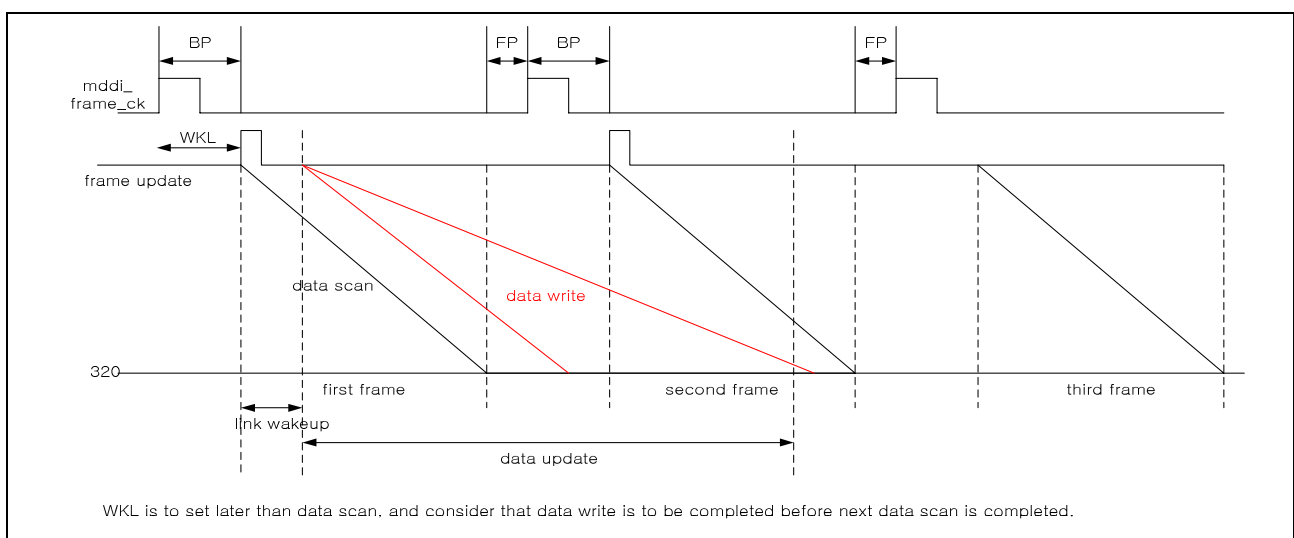 BP FP BP FP
mddi_
frame_ck
WKL
frame update
data scan
data write
320
first frame second frame third frame
link wakeup
data update
WKL is to set later than data scan, and consider that data write is to be completed before next data scan is completed.